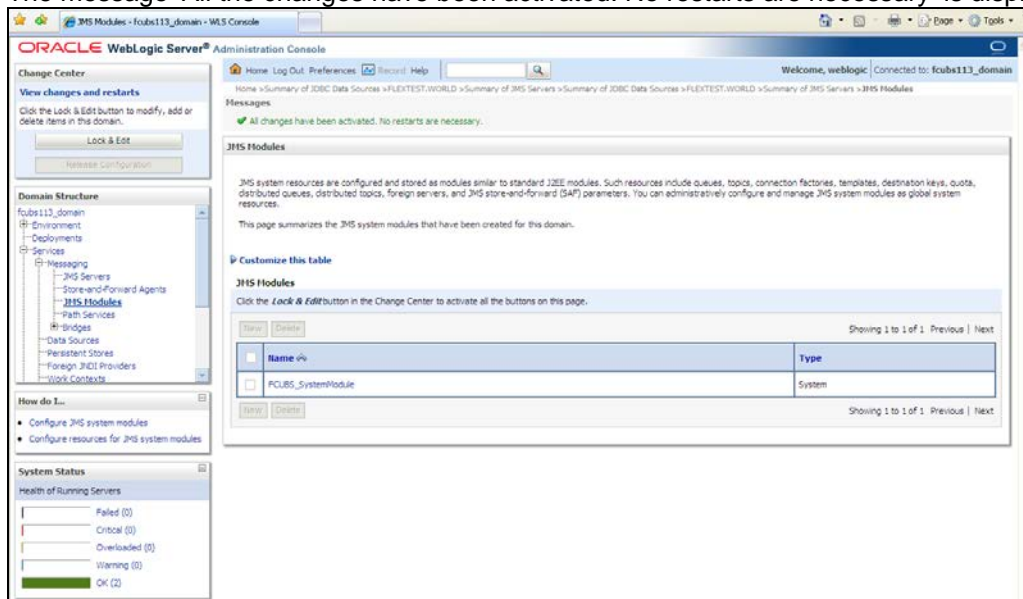 The message 'All the changes have been activated. No restarts are necessary' is disp
JMS Modules - fcubs113_domain - WLS Console
Page Tools
ORACLE WebLogic Server® Administration Console
Change Center
View changes and restarts
Click the Lock & Edit button to modify, add or
delete items in this domain.
Lock & Edit
Release Configuration
Domain Structure
fcubs113_domain
Environment
Deployments
Services
Messaging
JMS Servers
Store-and-Forward Agents
JMS Modules
Path Services
Bridges
Data Sources
Persistent Stores
Foreign JNDI Providers
Work Contexts
How do I...
Configure JMS system modules
Configure resources for JMS system modules
System Status
Health of Running Servers
Failed (0)
Critical (0)
Overloaded (0)
Warning (0)
OK (2)
Home Log Out Preferences Record Help
Welcome, weblogic Connected to: fcubs113_domain
Home >Summary of JDBC Data Sources >FLEXTEST.WORLD >Summary of JMS Servers >Summary of JDBC Data Sources >FLEXTEST.WORLD >Summary of JMS Servers >JMS Modules
Messages
All changes have been activated. No restarts are necessary.
JMS Modules
JMS system resources are configured and stored as modules similar to standard J2EE modules. Such resources include queues, topics, connection factories, templates, destination keys, quota,
distributed queues, distributed topics, foreign servers, and JMS store-and-forward (SAF) parameters. You can administratively configure and manage JMS system modules as global system
resources.
This page summarizes the JMS system modules that have been created for this domain.
Customize this table
JMS Modules
Click the Lock & Edit button in the Change Center to activate all the buttons on this page.
New Delete
Showing 1 to 1 of 1 Previous | Next
Name Type
FCUBS_SystemModule System
New Delete
Showing 1 to 1 of 1 Previous | Next